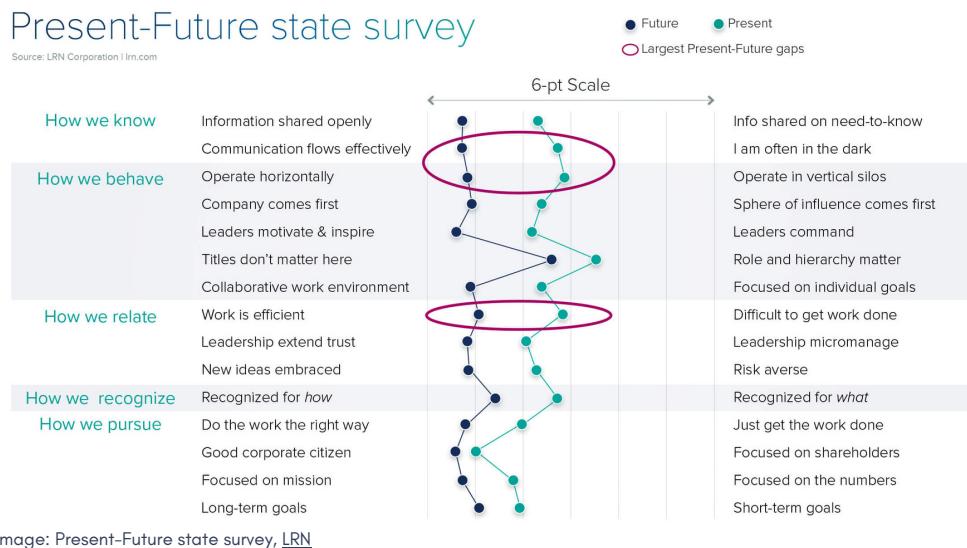 Present-Future state survey
Source: LRN Corporation | lrn.com
Future Present
Largest Present-Future gaps
6-pt Scale
How we know Information shared openly Info shared on need-to-know
Communication flows effectively I am often in the dark
How we behave Operate horizontally Operate in vertical silos
Company comes first Sphere of influence comes first
Leaders motivate & inspire Leaders command
Titles don't matter here Role and hierarchy matter
Collaborative work environment Focused on individual goals
How we relate Work is efficient Difficult to get work done
Leadership extend trust Leadership micromanage
New ideas embraced Risk averse
How we recognize Recognized for how Recognized for what
How we pursue Do the work the right way Just get the work done
Good corporate citizen Focused on shareholders
Focused on mission Focused on the numbers
Long-term goals Short-term goals
mage: Present-Future state survey, LRN